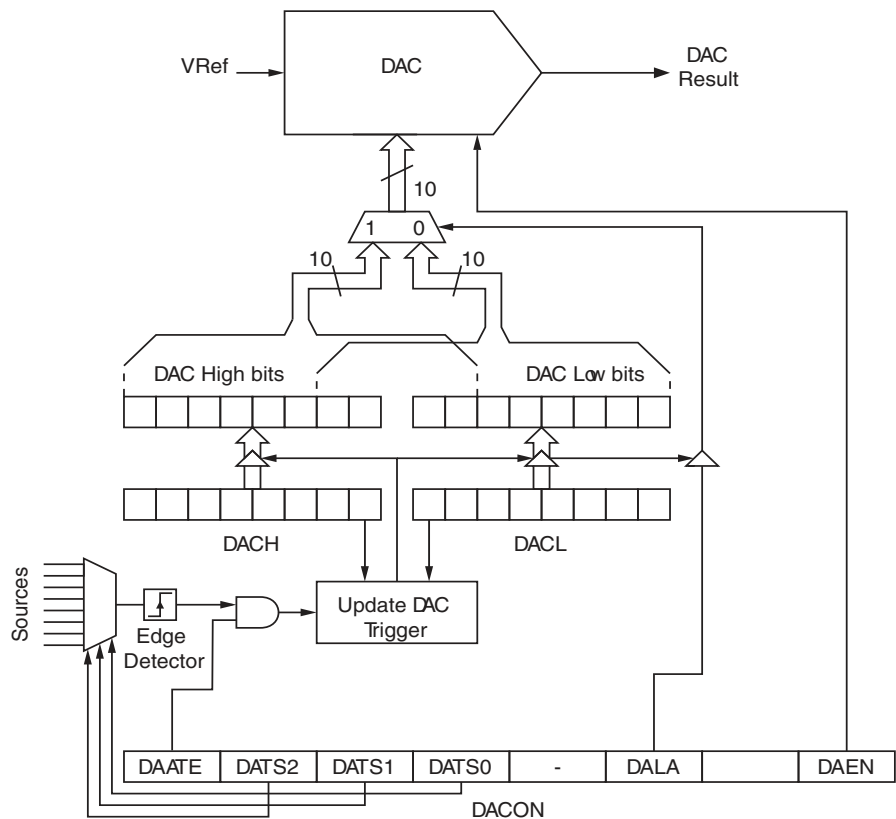 VRef
DAC
DAC
Result
10
1 0
10
10
DAC High bits
DAC Low bits
DACH
DACL
Sources
Edge
Detector
Update DAC
Trigger
DAATE DATS2 DATS1 DATS0 - DALA DAEN
DACON